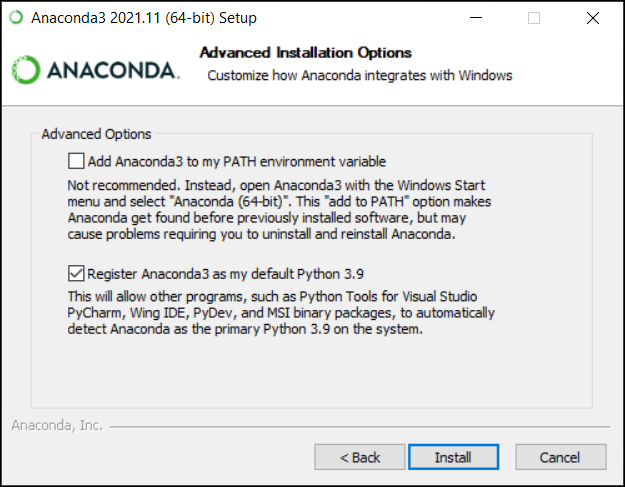 Anaconda3 2021.11 (64-bit) Setup
ANACONDA.
Advanced Installation Options
Customize how Anaconda integrates with Windows
Advanced Options
Add Anaconda3 to my PATH environment variable
Not recommended. Instead, open Anaconda3 with the Windows Start
menu and select "Anaconda (64-bit)". This "add to PATH" option makes
Anaconda get found before previously installed software, but may
cause problems requiring you to uninstall and reinstall Anaconda.
Register Anaconda3 as my default Python 3.9
This will allow other programs, such as Python Tools for Visual Studio
PyCharm, Wing IDE, PyDev, and MSI binary packages, to automatically
detect Anaconda as the primary Python 3.9 on the system.
Anaconda, Inc.
< Back
Install
Cancel